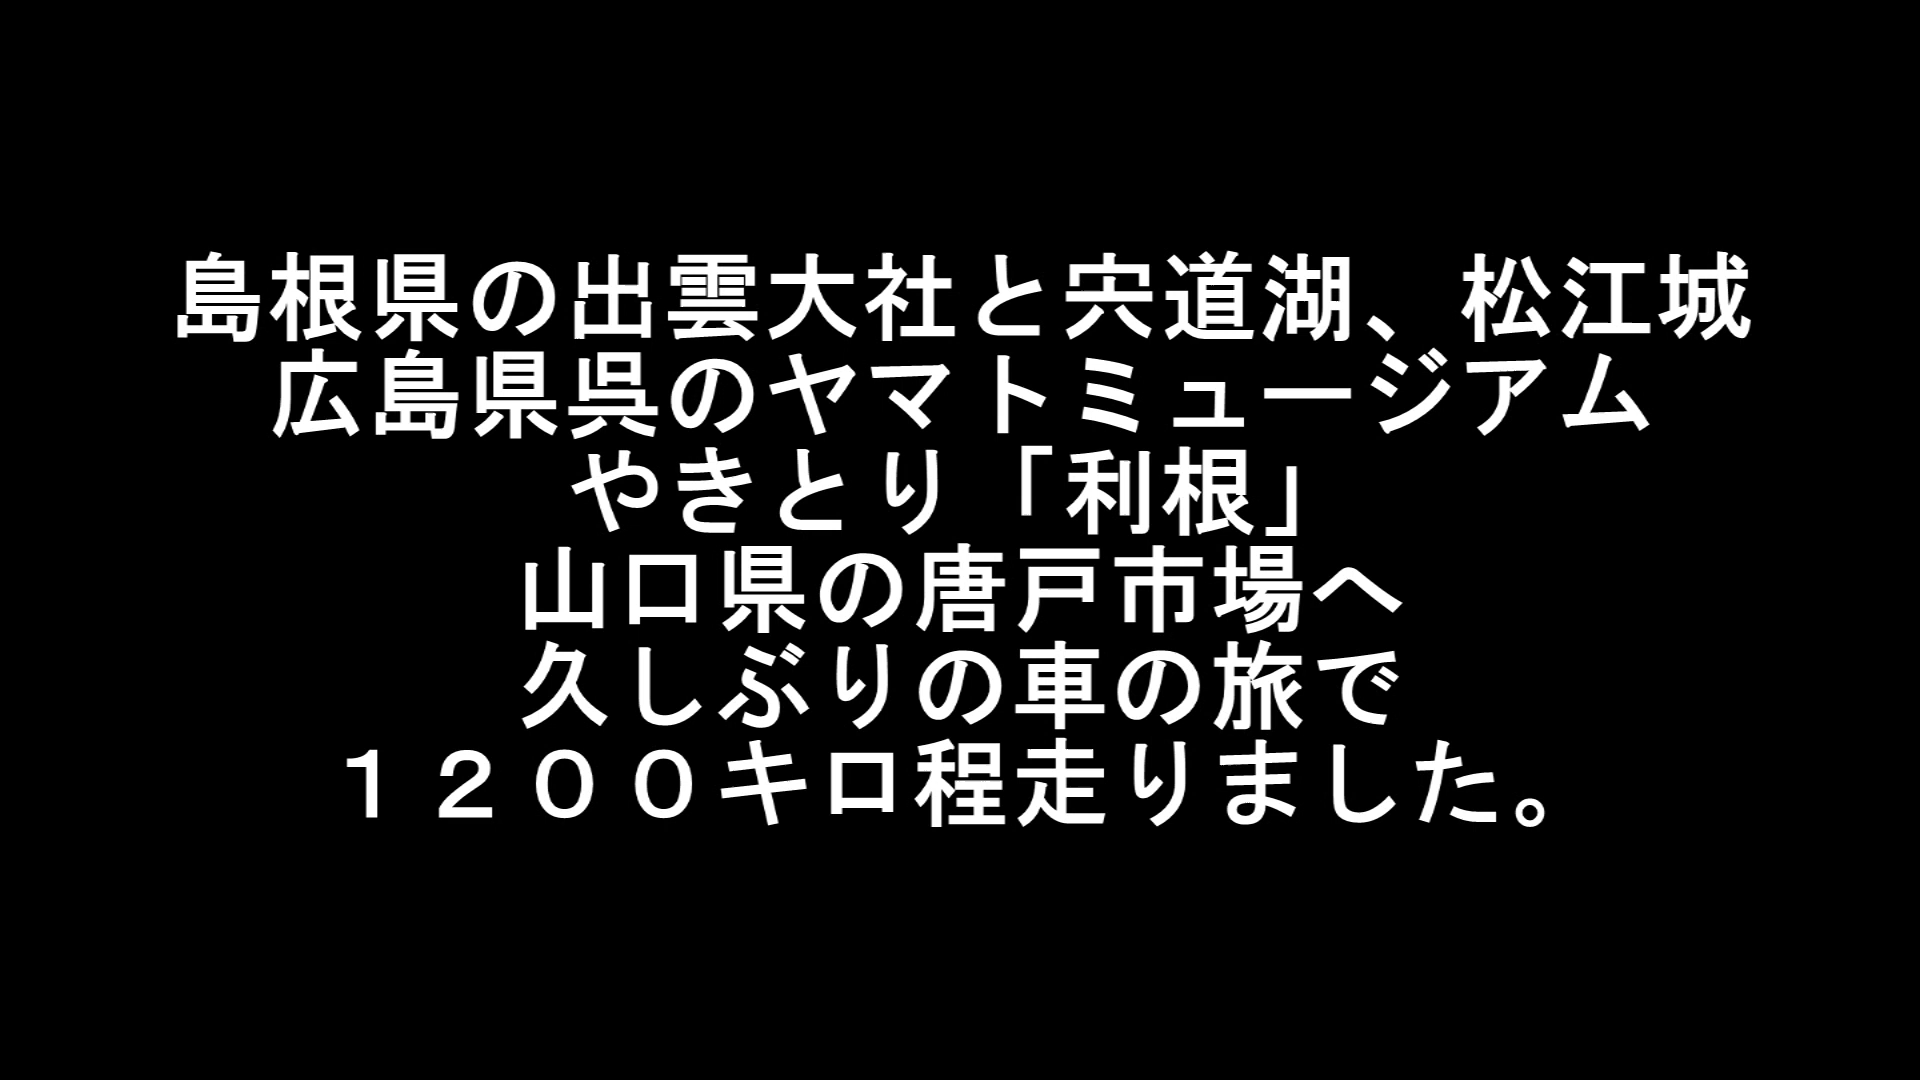 島根県の出雲大社と宍道湖、松江城
広島県呉のヤマトミュージアム
やきとり「利根」
山口県の唐戸市場へ
久しぶりの車の旅で
１２００キロ程走りました。